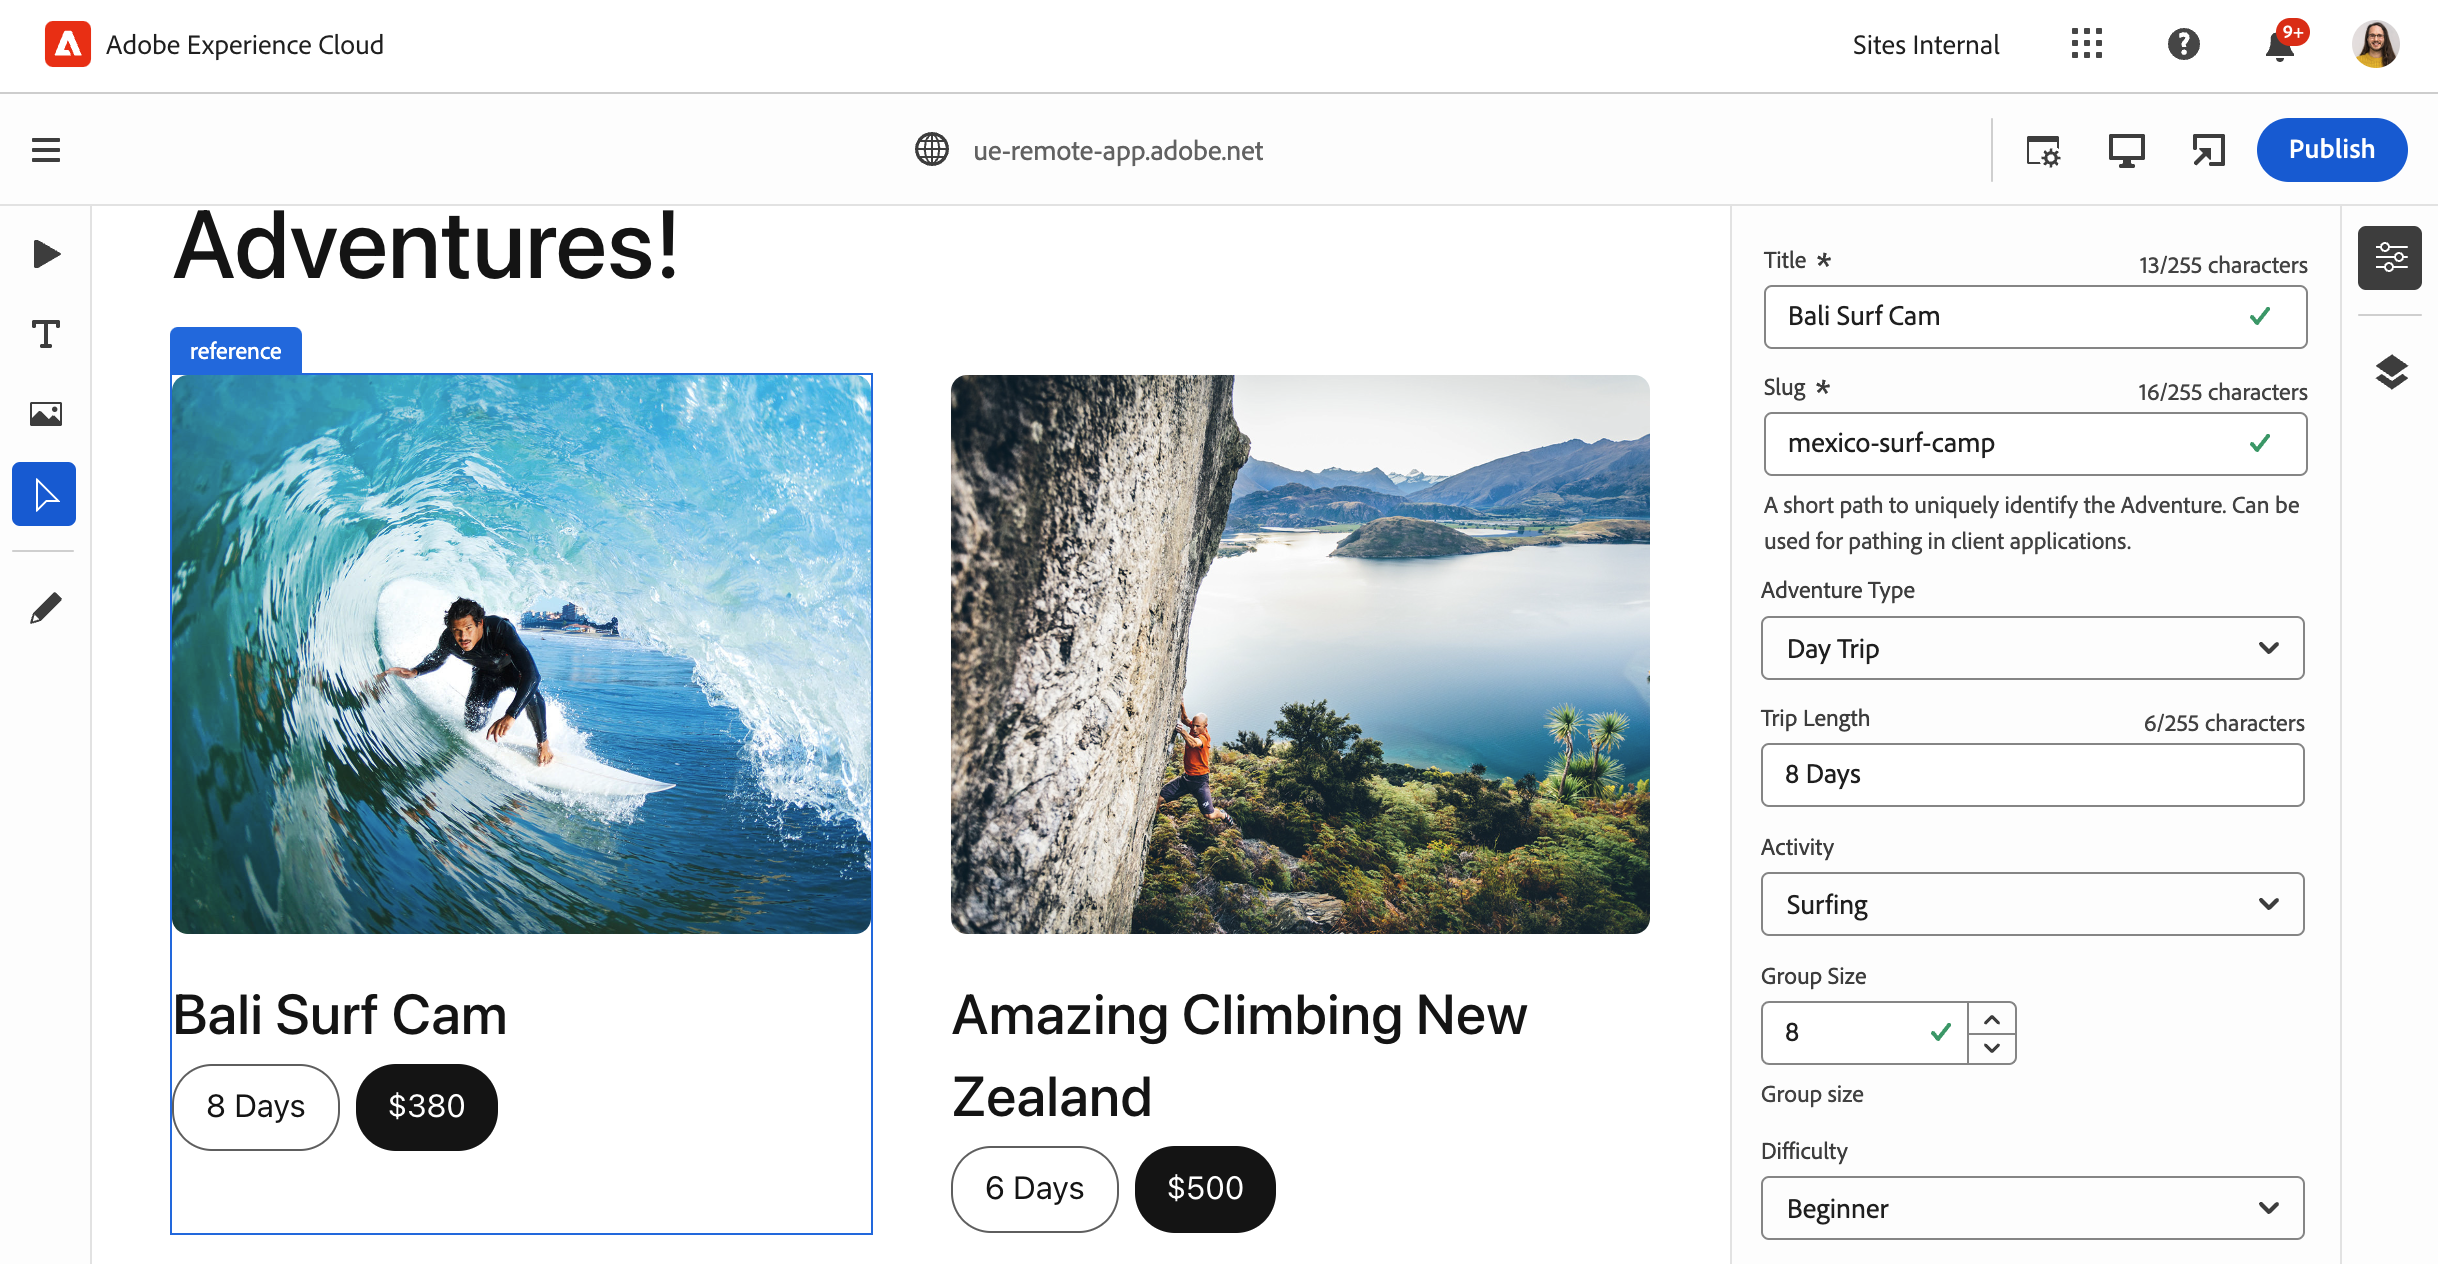 Adobe Experience Cloud
Sites Internal
9+
ue-remote-app.adobe.net
Publish
Adventures!
reference
Bali Surf Cam
8 Days
$380
Amazing Climbing New
Zealand
6 Days
$500
Title *
13/255 characters
Bali Surf Cam
Slug *
16/255 characters
mexico-surf-camp
A short path to uniquely identify the Adventure. Can be
used for pathing in client applications.
Adventure Type
Day Trip
Trip Length
6/255 characters
8 Days
Activity
Surfing
Group Size
8
Group size
Difficulty
Beginner